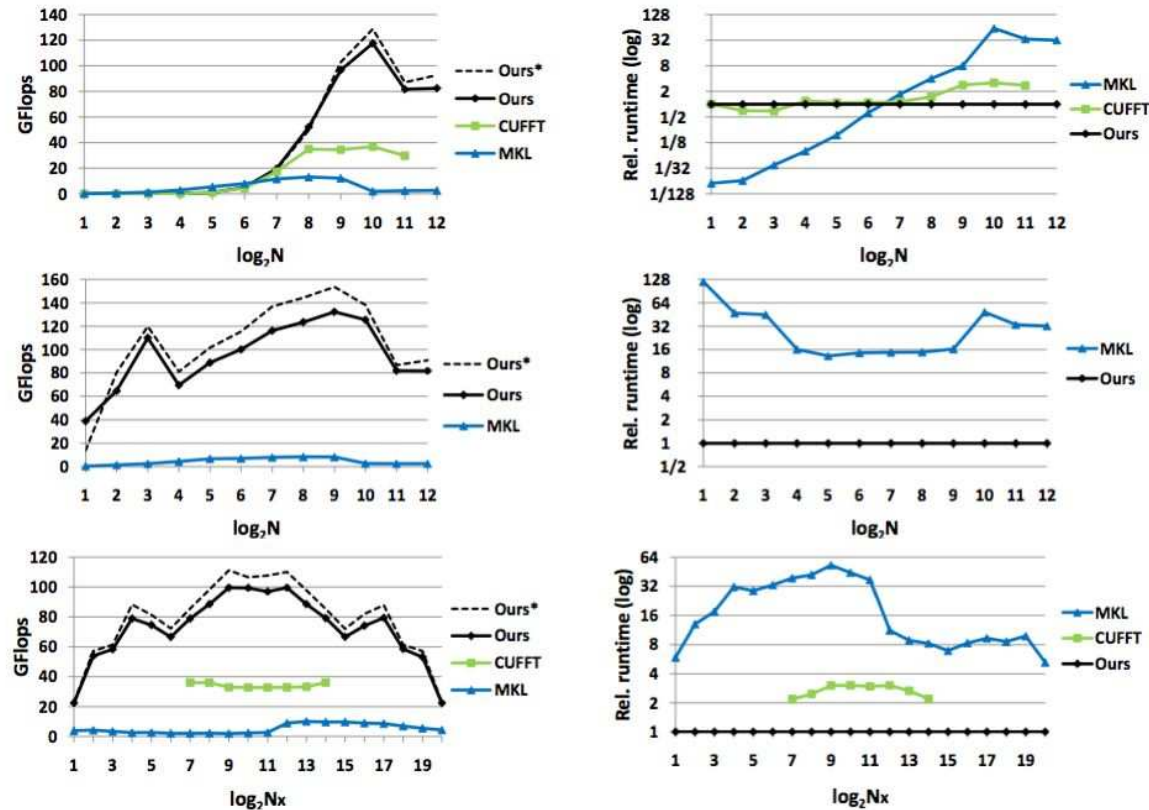 140
120
100
80
60
40
20
0
GFlops
1 2 3 4 5 6 7 8 9 10 11 12
log₂N
Ours*
Ours
CUFFT
MKL
128
32
8
2
1/2
1/8
1/32
1/128
Rel. runtime (log)
1 2 3 4 5 6 7 8 9 10 11 12
log₂N
MKL
CUFFT
Ours
160
140
120
100
80
60
40
20
0
GFlops
1 2 3 4 5 6 7 8 9 10 11 12
log₂N
Ours*
Ours
MKL
128
64
32
16
8
4
2
1
1/2
Rel. runtime (log)
1 2 3 4 5 6 7 8 9 10 11 12
log₂N
MKL
Ours
120
100
80
60
40
20
0
GFlops
1 3 5 7 9 11 13 15 17 19
log₂Nx
Ours*
Ours
CUFFT
MKL
64
32
16
8
4
2
1
Rel. runtime (log)
1 3 5 7 9 11 13 15 17 19
log₂Nx
MKL
CUFFT
Ours